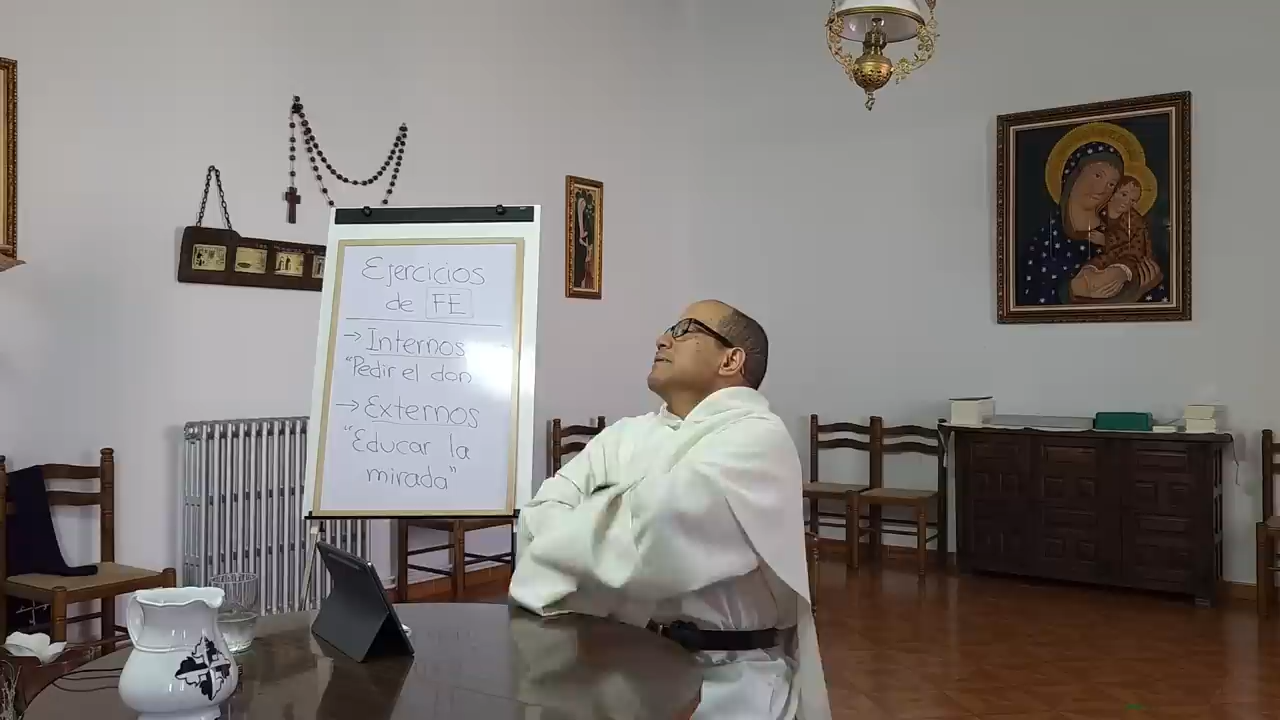 Ejercicios
de FE
→ Internos
"Pedir el don
→ Externos
"Educar la
mirada"